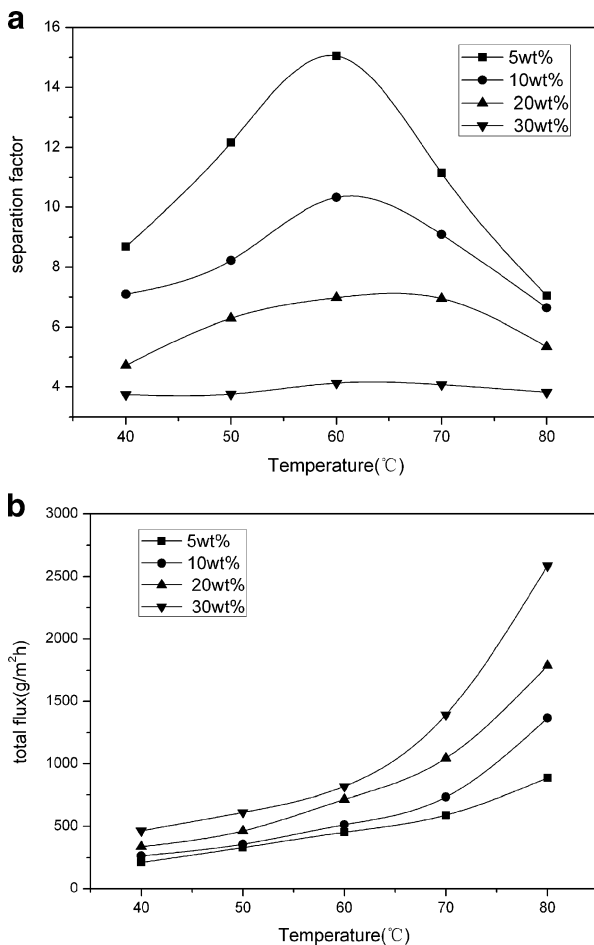 a
16
14
12
10
8
6
4
separation factor
5wt%
10wt%
20wt%
30wt%
40 50 60 70 80
Temperature(℃)
b
3000
2500
2000
1500
1000
500
0
total flux(g/m²h)
5wt%
10wt%
20wt%
30wt%
40 50 60 70 80
Temperature(℃)